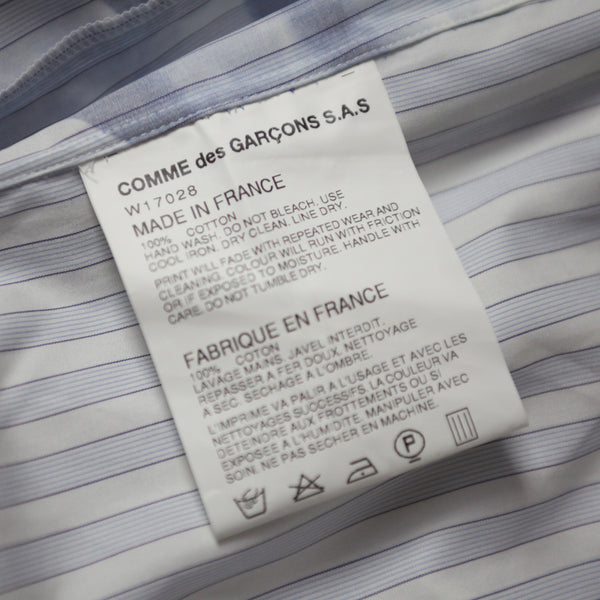 COMME des GARÇONS S.A.S
W17028
MADE IN FRANCE
100% COTTON
HAND WASH. DO NOT BLEACH. USE
COOL IRON. DRY CLEAN. LINE DRY.
PRINT WILL FADE WITH REPEATED WEAR AND
CLEANING. COLOUR WILL RUN WITH FRICTION
OR IF EXPOSED TO MOISTURE. HANDLE WITH
CARE. DO NOT TUMBLE DRY.
FABRIQUE EN FRANCE
100% COTON
LAVAGE MAINS. JAVEL INTERDIT.
REPASSER A FER DOUX. NETTOYAGE
A SEC. SECHAGE A L'OMBRE.
L'IMPRIME VA PALIR A L'USAGE ET AVEC LES
NETTOYAGES SUCCESSIFS. LA COULEUR VA
DETEINDRE AUX FROTTEMENTS OU SI
EXPOSEE A L'HUMIDITE. MANIPULER AVEC
SOIN. NE PAS SECHER EN MACHINE.
P